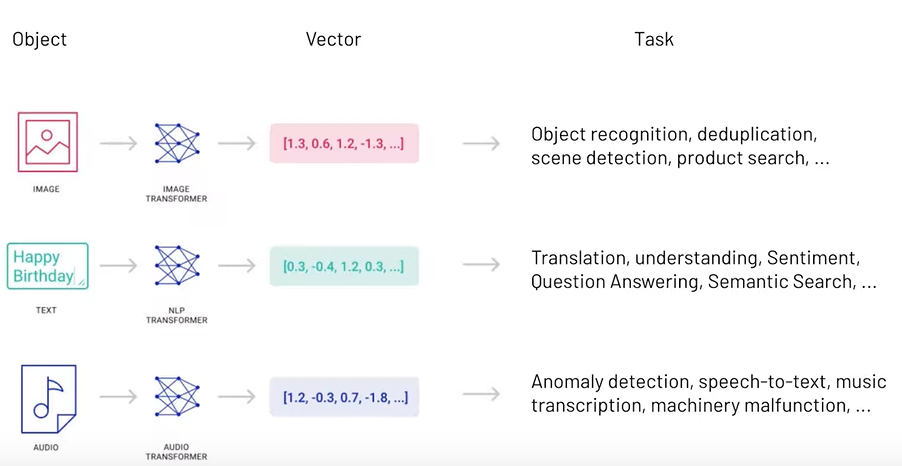 Object
Vector
Task
IMAGE
IMAGE
TRANSFORMER
[1.3, 0.6, 1.2, -1.3, ...]
Object recognition, deduplication,
scene detection, product search, ...
Happy
Birthday
TEXT
NLP
TRANSFORMER
[0.3, -0.4, 1.2, 0.3, ...]
Translation, understanding, Sentiment,
Question Answering, Semantic Search, ...
AUDIO
AUDIO
TRANSFORMER
[1.2, -0.3, 0.7, -1.8, ...]
Anomaly detection, speech-to-text, music
transcription, machinery malfunction, ...